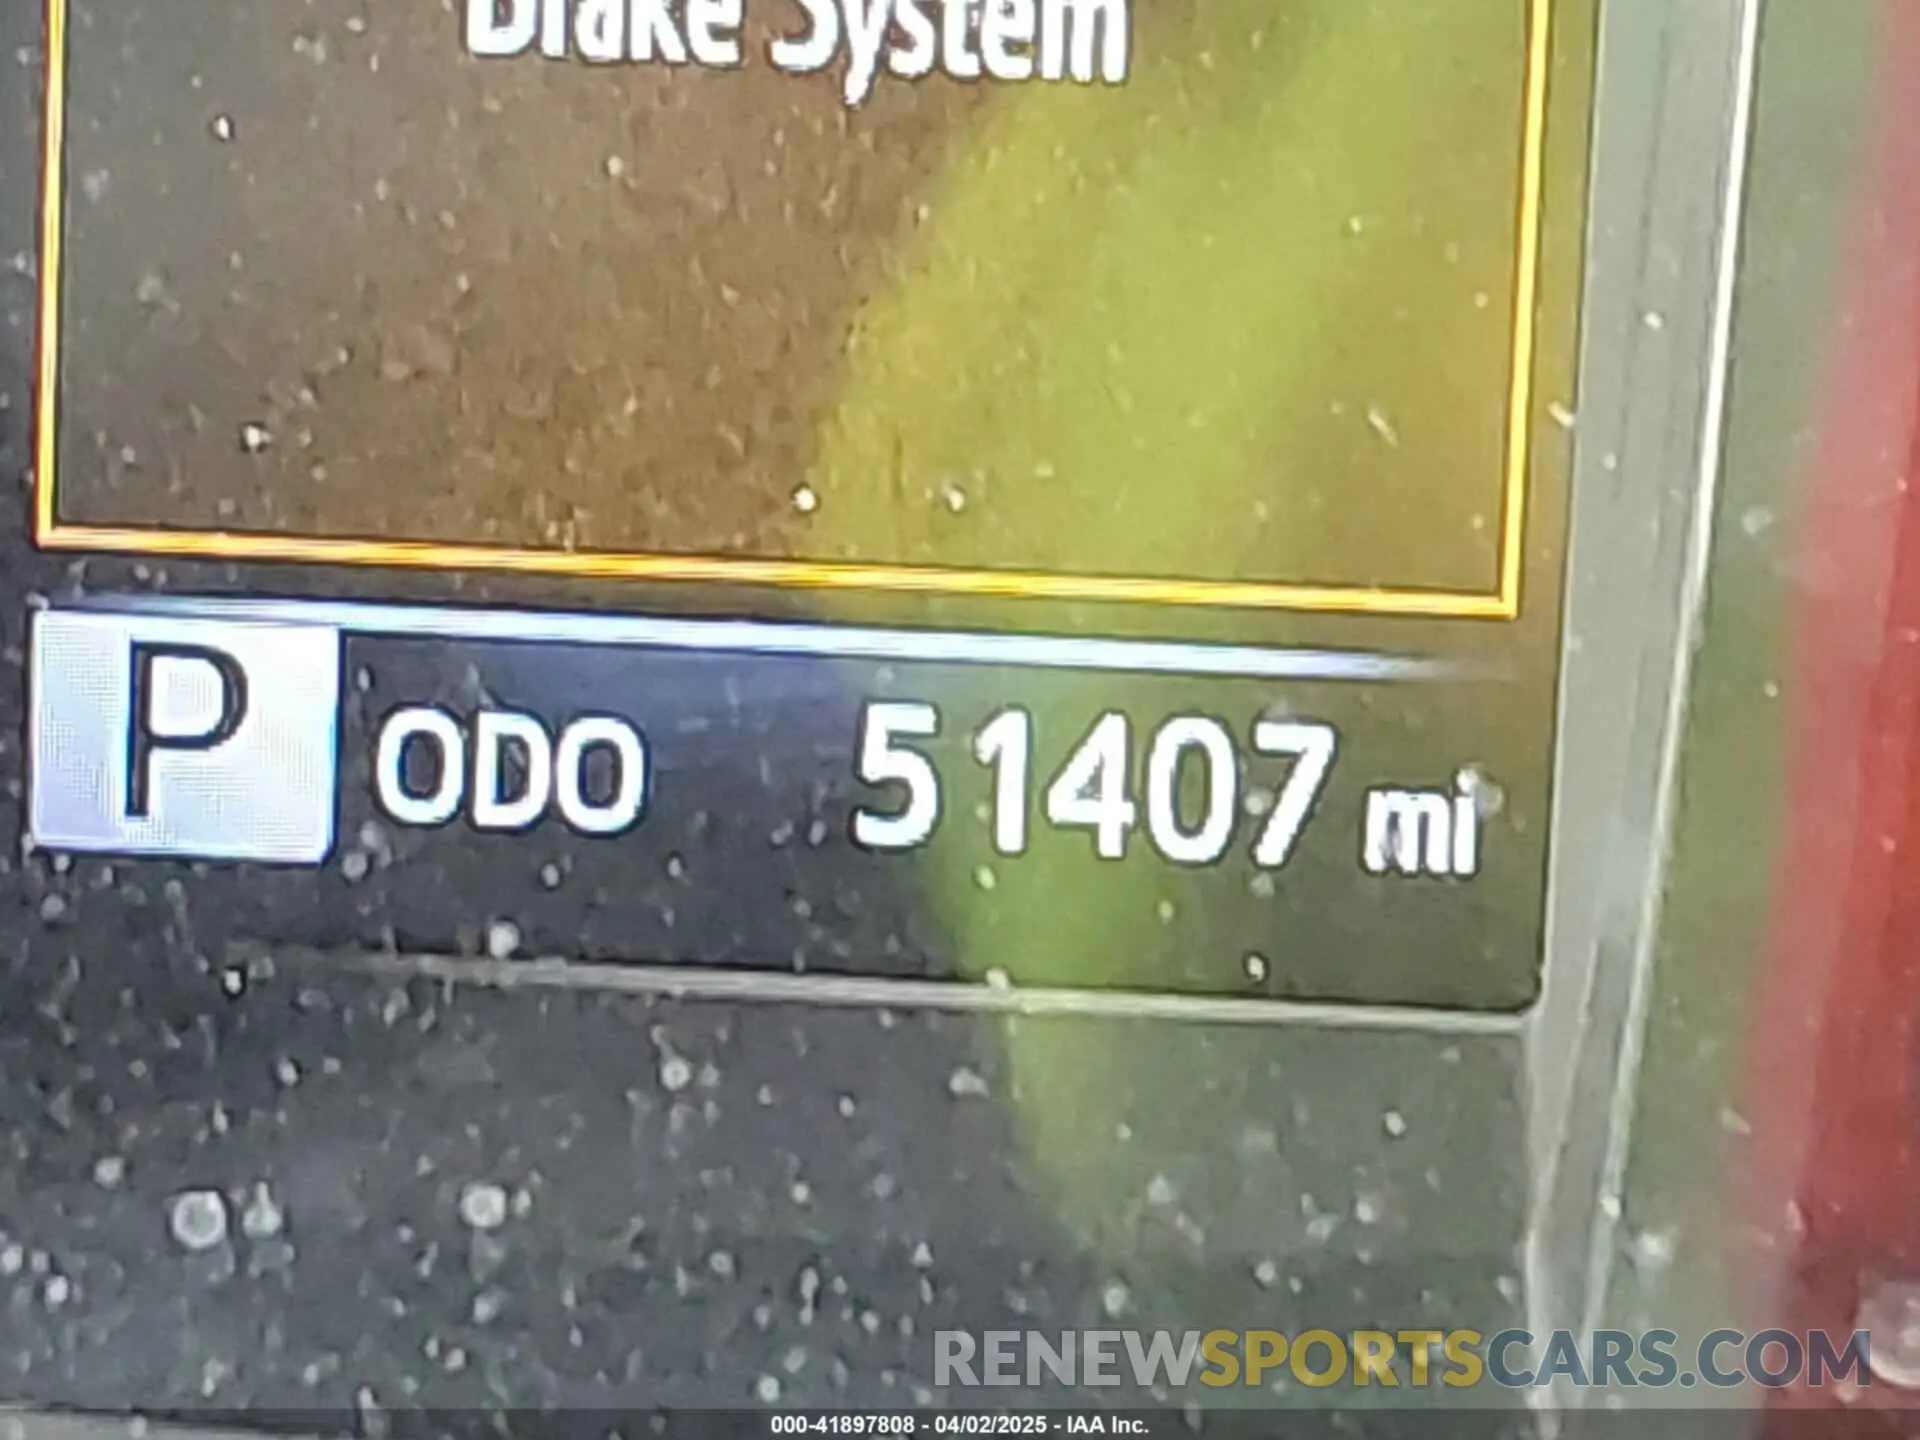 Brake System
P ODO 51407 mi
RENEWSPORTSCARS.COM
000-41897808 - 04/02/2025 - IAA Inc.